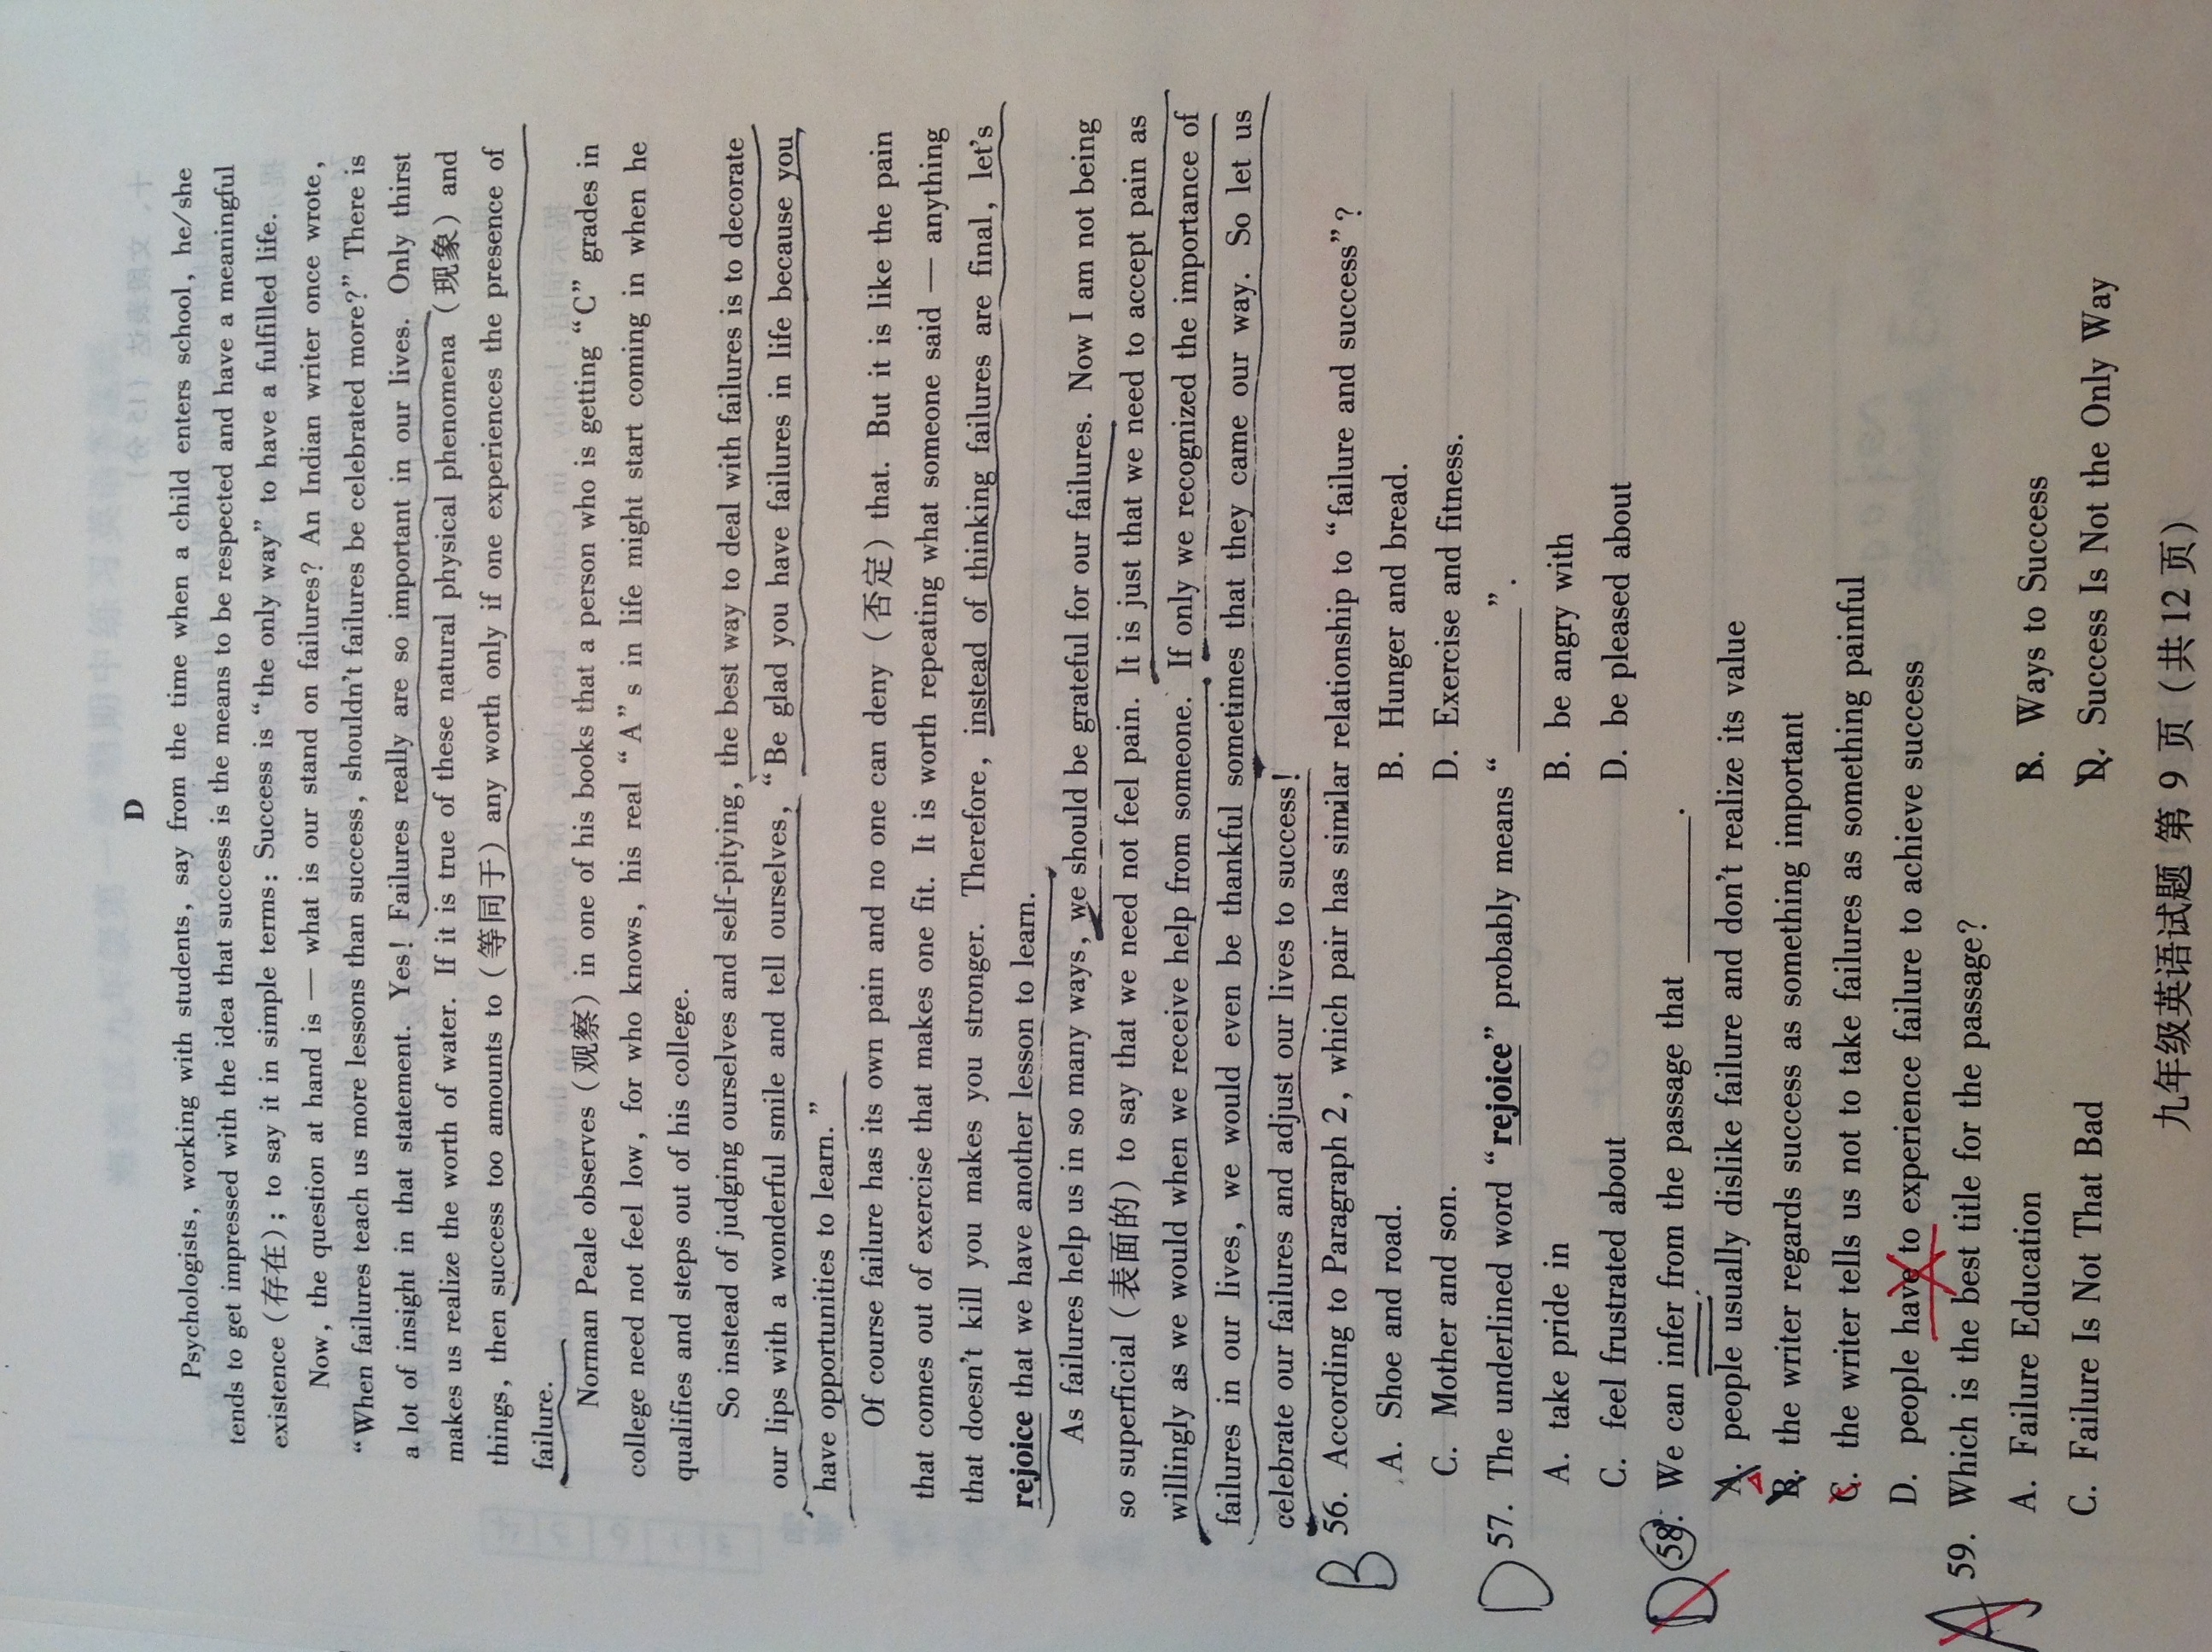 D
Psychologists, working with students, say from the time when a child enters school, he/she
tends to get impressed with the idea that success is the means to be respected and have a meaningful
existence（存在）; to say it in simple terms: Success is “the only way” to have a fulfilled life.
Now, the question at hand is — what is our stand on failures? An Indian writer once wrote,
“When failures teach us more lessons than success, shouldn’t failures be celebrated more?” There is
a lot of insight in that statement. Yes! Failures really are so important in our lives. Only thirst
makes us realize the worth of water. If it is true of these natural physical phenomena（现象）and
things, then success too amounts to（等同于）any worth only if one experiences the presence of
failure.
Norman Peale observes（观察）in one of his books that a person who is getting “C” grades in
college need not feel low, for who knows, his real “A”s in life might start coming in when he
qualifies and steps out of his college.
So instead of judging ourselves and self-pitying, the best way to deal with failures is to decorate
our lips with a wonderful smile and tell ourselves, “Be glad you have failures in life because you
have opportunities to learn.”
Of course failure has its own pain and no one can deny（否定）that. But it is like the pain
that comes out of exercise that makes one fit. It is worth repeating what someone said — anything
that doesn’t kill you makes you stronger. Therefore, instead of thinking failures are final, let’s
rejoice that we have another lesson to learn.
As failures help us in so many ways, we should be grateful for our failures. Now I am not being
so superficial（表面的）to say that we need not feel pain. It is just that we need to accept pain as
willingly as we would when we receive help from someone. If only we recognized the importance of
failures in our lives, we would even be thankful sometimes that they came our way. So let us
celebrate our failures and adjust our lives to success!
B 56. According to Paragraph 2, which pair has similar relationship to “failure and success”?
A. Shoe and road. B. Hunger and bread.
C. Mother and son. D. Exercise and fitness.
D 57. The underlined word “rejoice” probably means “________”.
A. take pride in B. be angry with
C. feel frustrated about D. be pleased about
D 58. We can infer from the passage that ________.
A. people usually dislike failure and don’t realize its value
B. the writer regards success as something important
C. the writer tells us not to take failures as something painful
D. people have to experience failure to achieve success
A 59. Which is the best title for the passage?
A. Failure Education B. Ways to Success
C. Failure Is Not That Bad D. Success Is Not the Only Way
九年级英语试题 第 9 页（共12页）